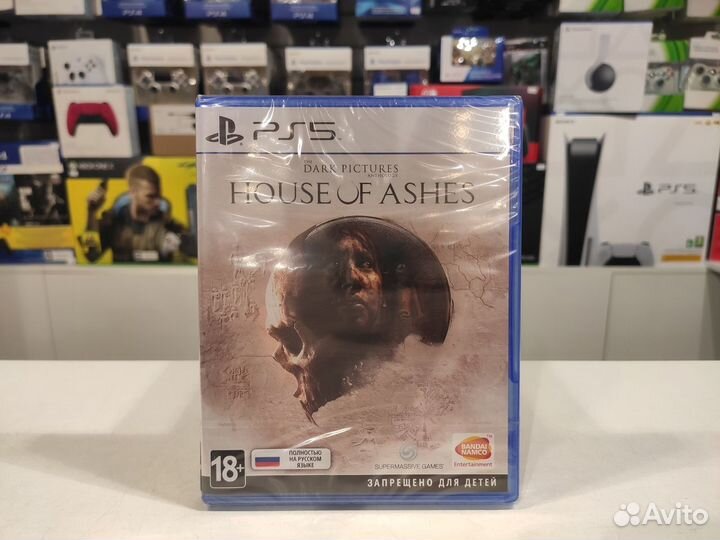 PS5
THE
DARK PICTURES
ANTHOLOGY
HOUSE OF ASHES
18+
ПОЛНОСТЬЮ
НА РУССКОМ
ЯЗЫКЕ
SUPERMASSIVE GAMES
BANDAI
NAMCO
Entertainment
ЗАПРЕЩЕНО ДЛЯ ДЕТЕЙ
PS5
Avito